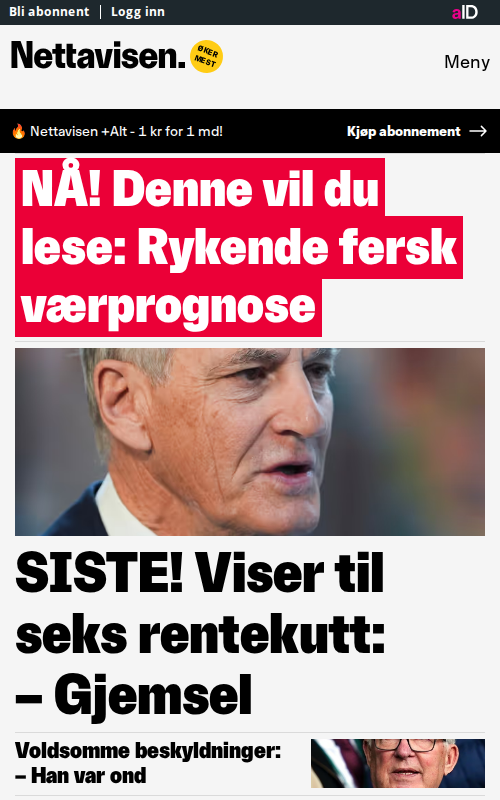 Bli abonnent | Logg inn
aID
Nettavisen.
ØKER
MEST
Meny
🔥 Nettavisen +Alt - 1 kr for 1 md!
Kjøp abonnement →
NÅ! Denne vil du
lese: Rykende fersk
værprognose
SISTE! Viser til
seks rentekutt:
– Gjemsel
Voldsomme beskyldninger:
– Han var ond